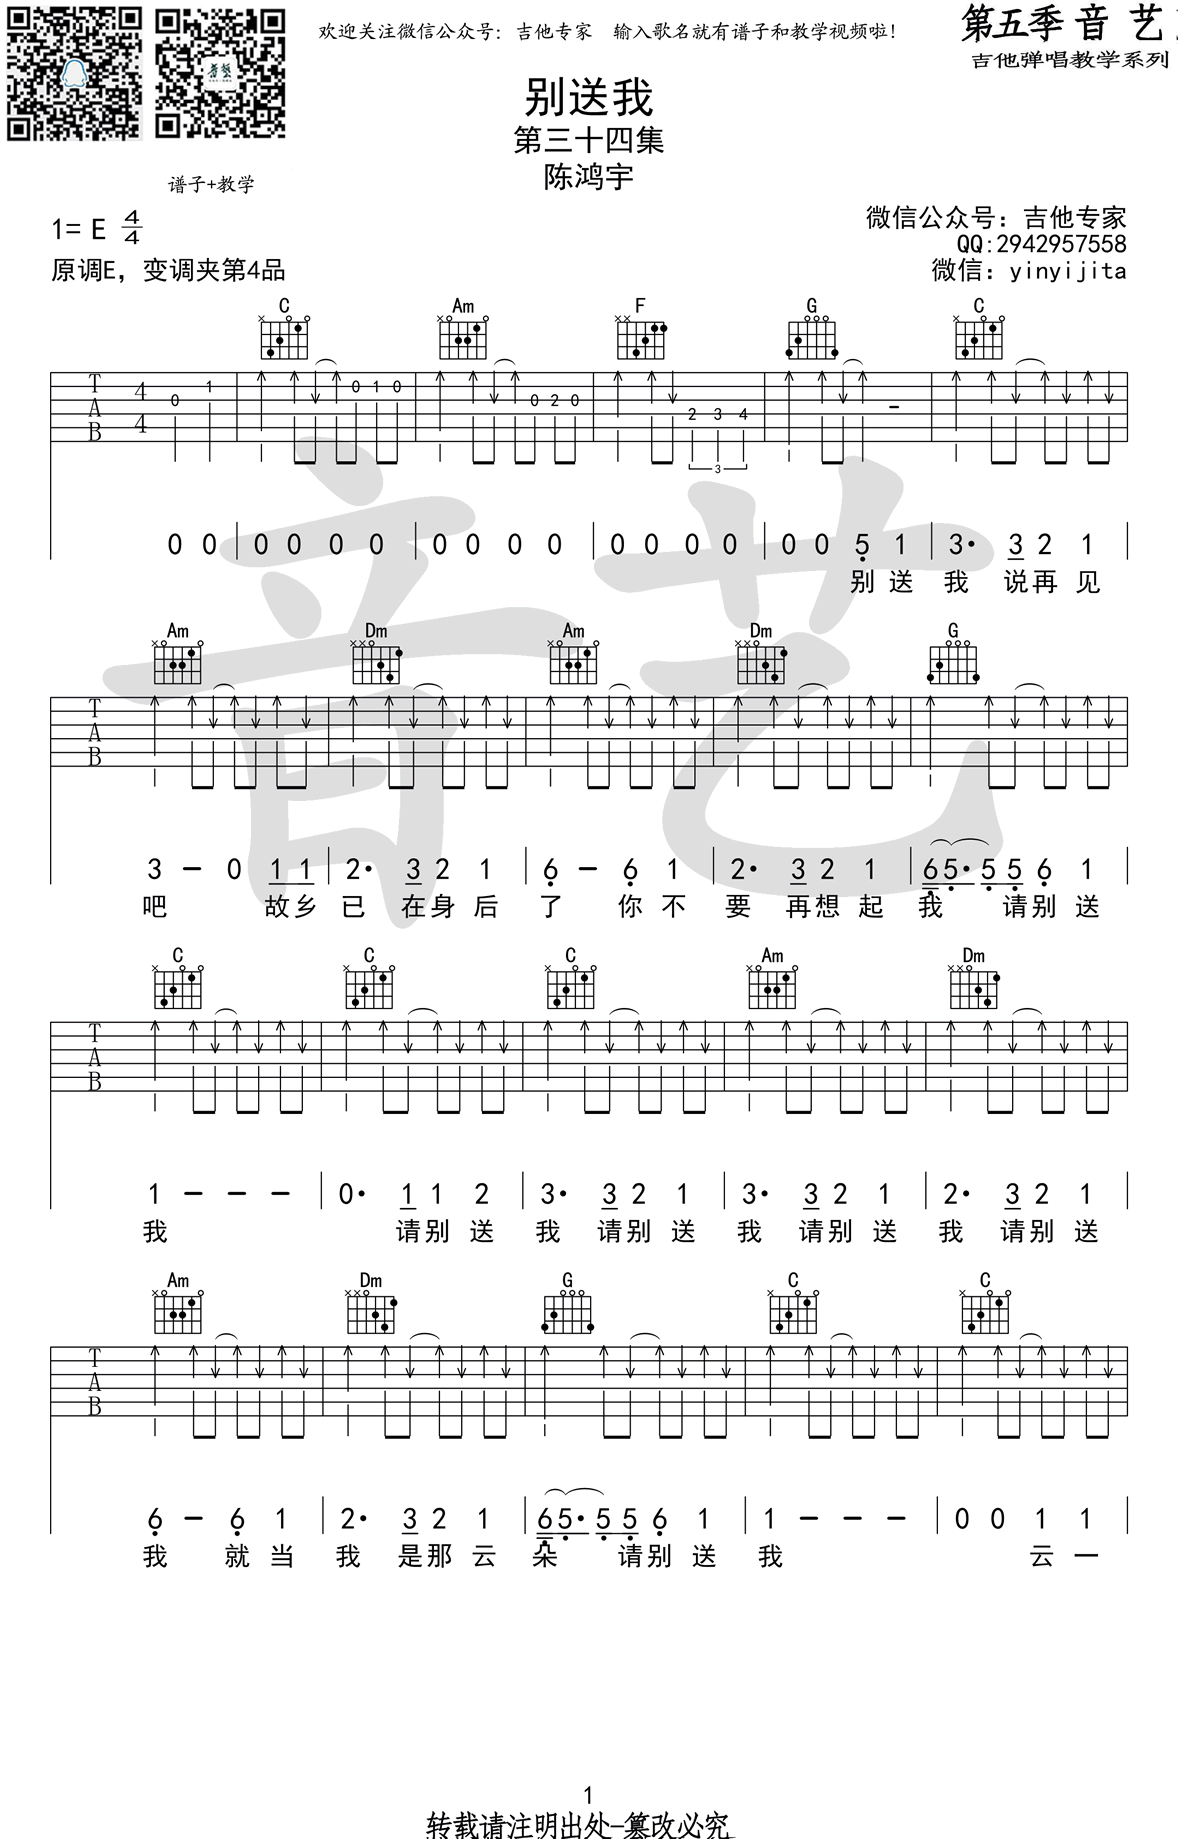 欢迎关注微信公众号：吉他专家 输入歌名就有谱子和教学视频啦！
第五季 音 艺
吉他弹唱教学系列
别送我
第三十四集
陈鸿宇
谱子+教学
1= E 4/4
微信公众号：吉他专家
QQ:2942957558
原调E，变调夹第4品
微信：yinyijita
C Am F G C
T A B 4/4 0 1 0 1 0 0 2 0 2 3 4 3 -
0 0 | 0 0 0 0 | 0 0 0 0 | 0 0 0 0 | 0 0 5 1 | 3· 3 2 1
别 送 我 说 再 见
Am Dm Am Dm G
T A B
3 - 0 1 1 | 2· 3 2 1 | 6 - 6 1 | 2· 3 2 1 | 6 5· 5 5 6 1
吧 故 乡 已 在 身 后 了 你 不 要 再 想 起 我 请 别 送
C C C Am Dm
T A B
1 - - - | 0· 1 1 2 | 3· 3 2 1 | 3· 3 2 1 | 2· 3 2 1
我 请 别 送 我 请 别 送 我 请 别 送 我 请 别 送
Am Dm G C C
T A B
6 - 6 1 | 2· 3 2 1 | 6 5· 5 5 6 1 | 1 - - - | 0 0 1 1
我 就 当 我 是 那 云 朵 请 别 送 我 云 一
音艺
1
转载请注明出处-篡改必究